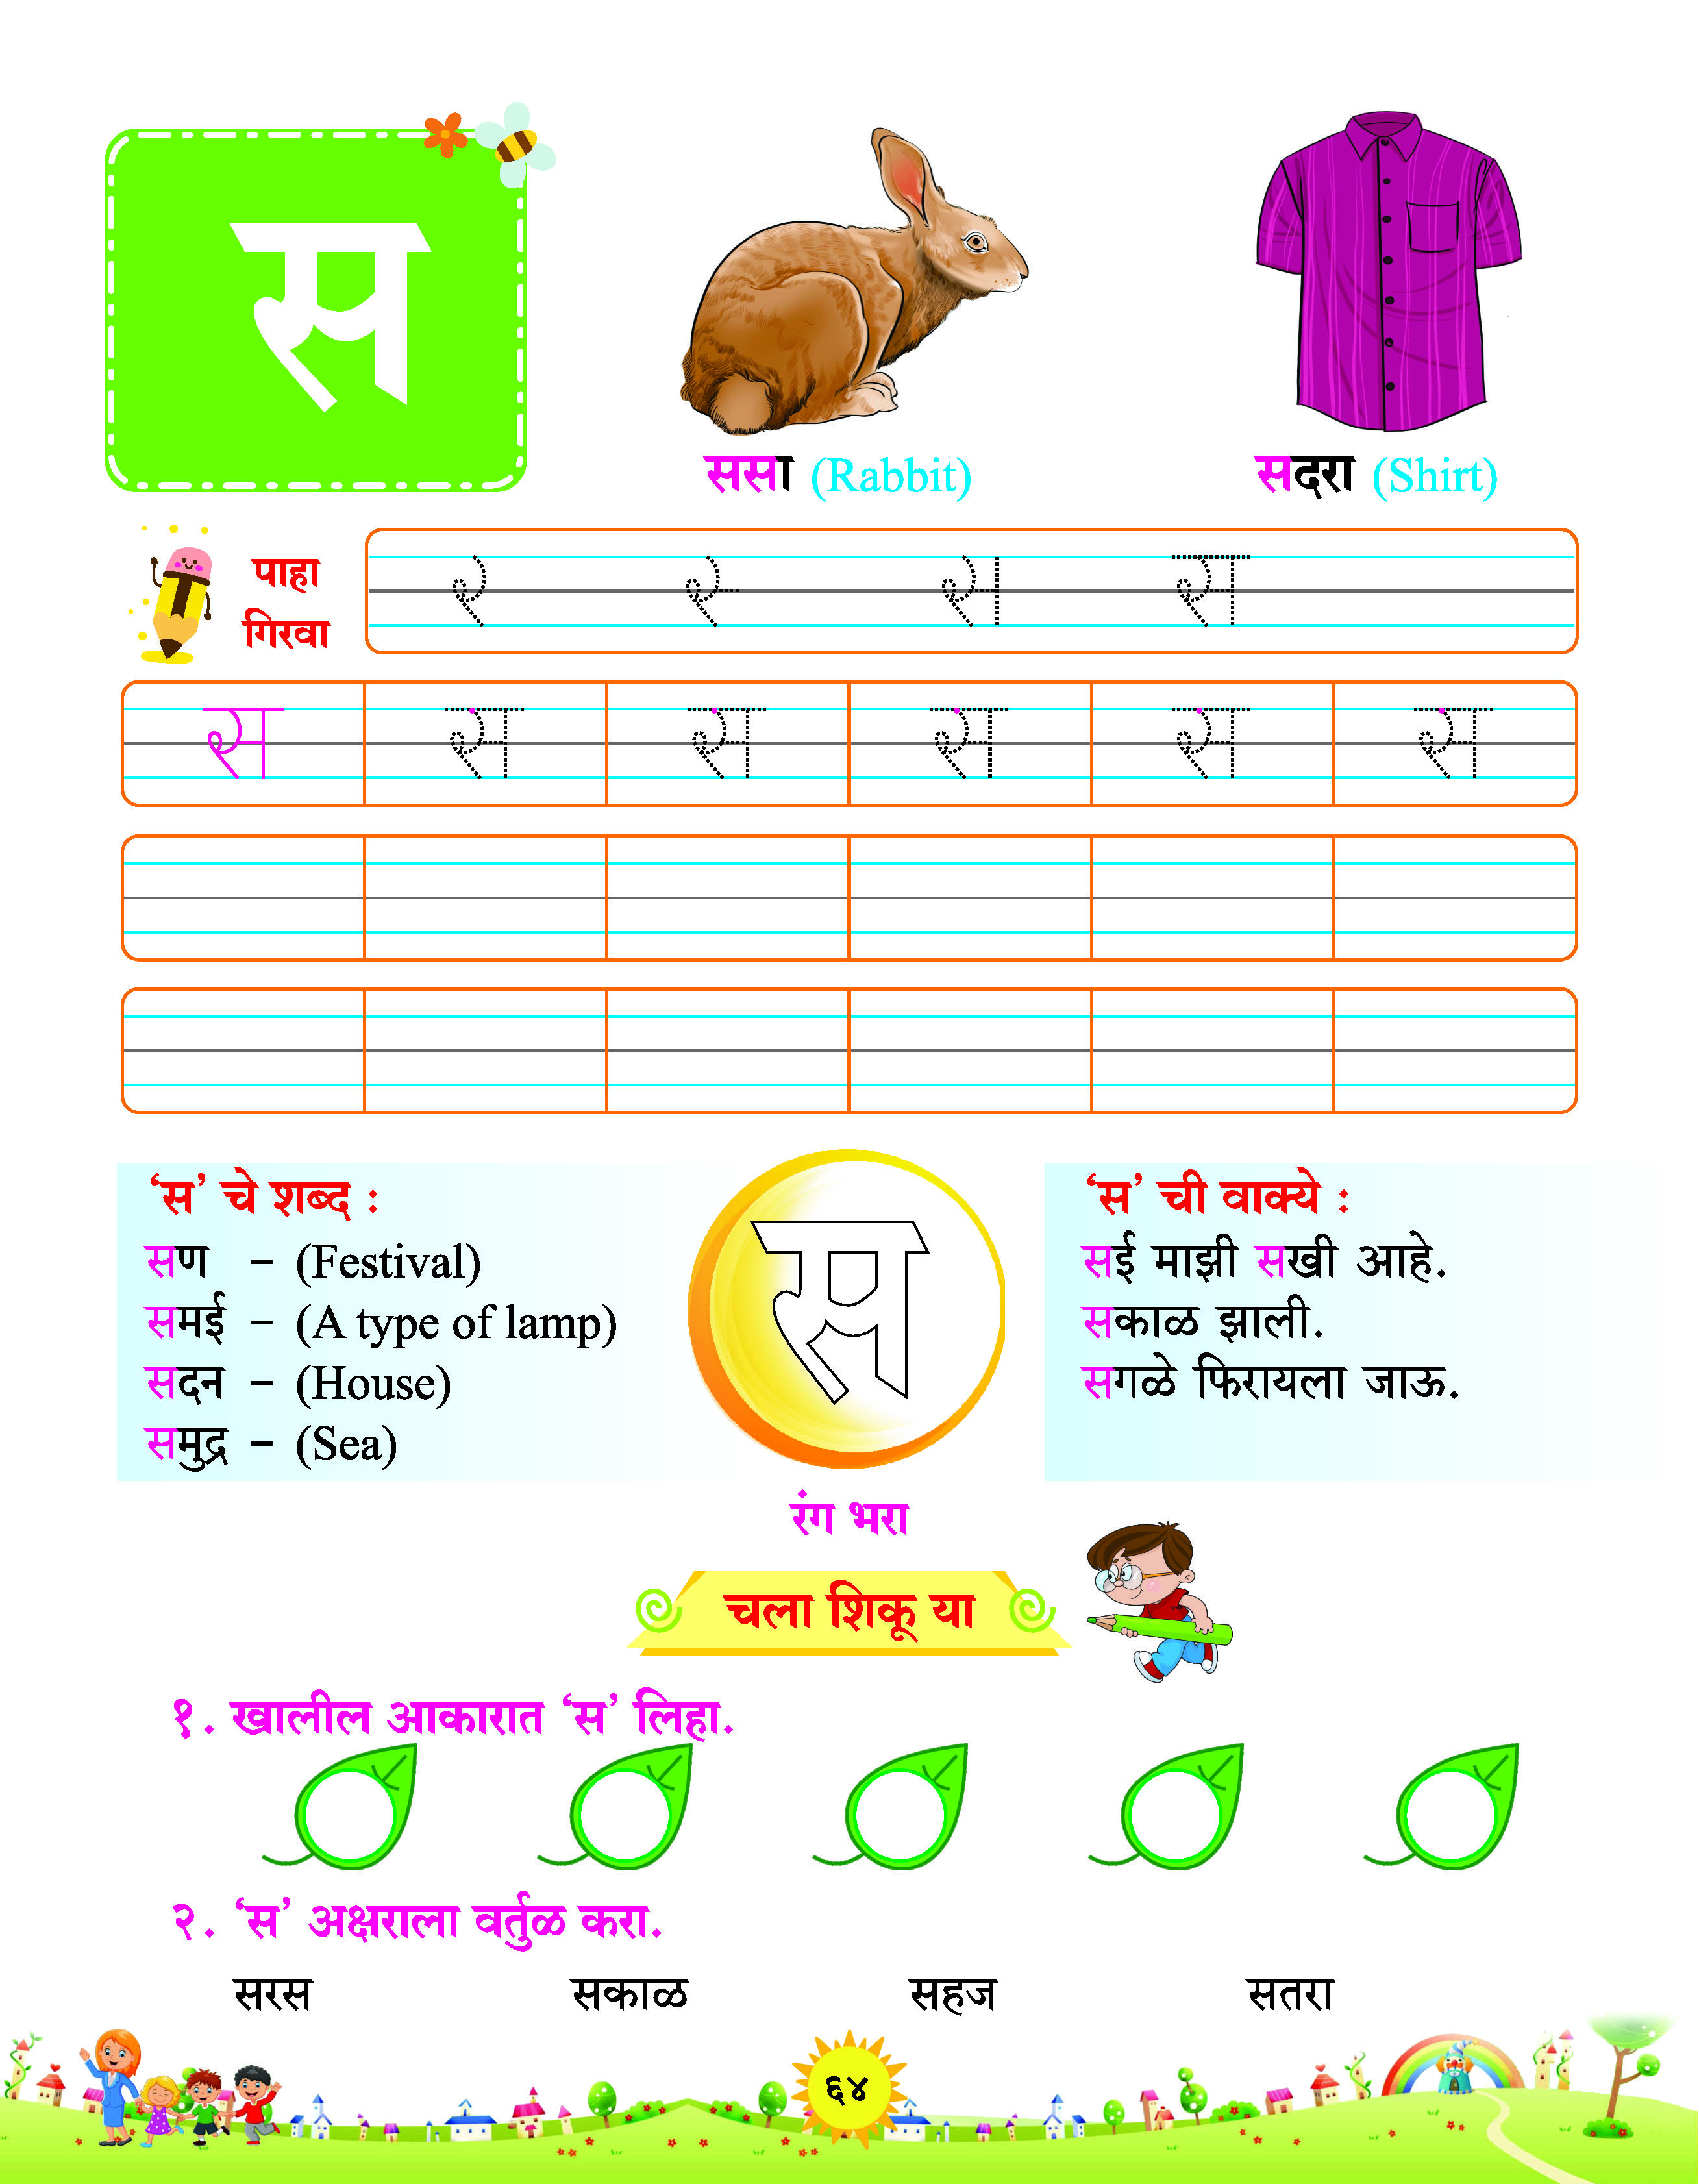 स
ससा (Rabbit)
सदरा (Shirt)
पाहा
गिरवा
स
स स स स स स
‘स’ चे शब्द :
सण – (Festival)
समई – (A type of lamp)
सदन – (House)
समुद्र – (Sea)
स
रंग भरा
‘स’ ची वाक्ये :
सई माझी सखी आहे.
सकाळ झाली.
सगळे फिरायला जाऊ.
चला शिकू या
१. खालील आकारात ‘स’ लिहा.
२. ‘स’ अक्षराला वर्तुळ करा.
सरस सकाळ सहज सतरा
६४